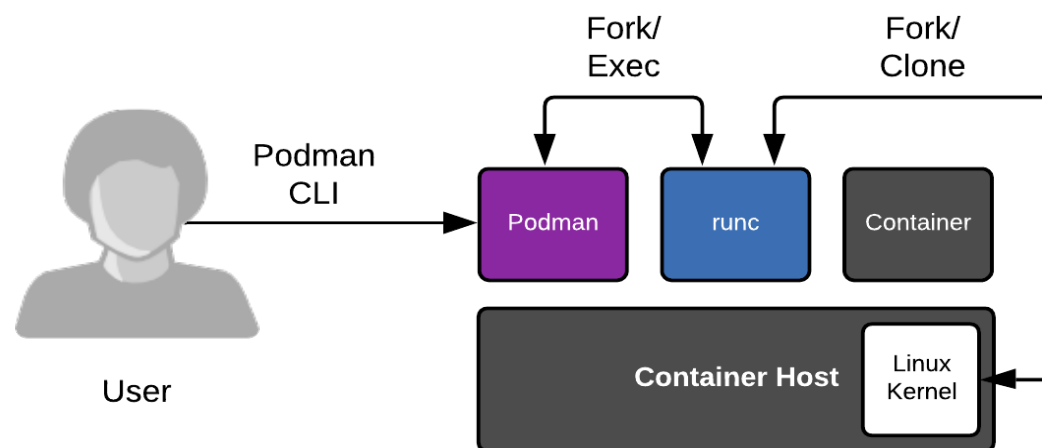 Fork/
Exec
Fork/
Clone
Podman
CLI
Podman
runc
Container
User
Container Host
Linux
Kernel